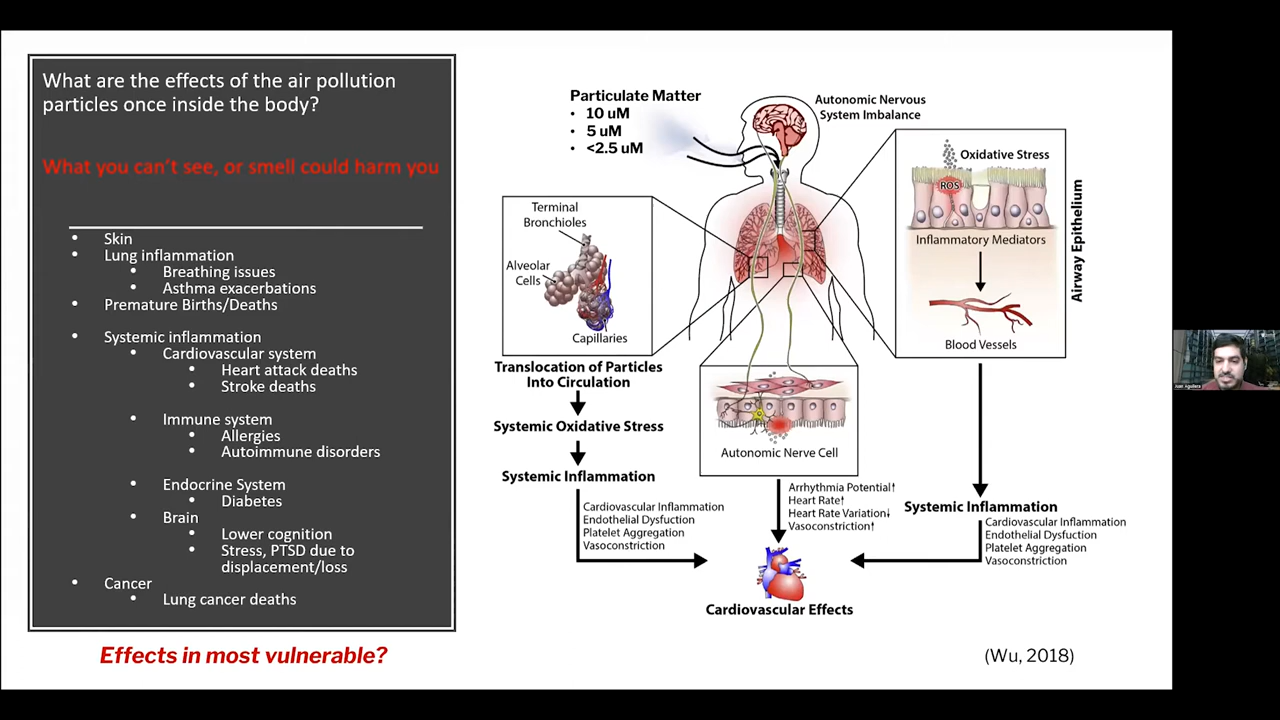 What are the effects of the air pollution
particles once inside the body?
What you can't see, or smell could harm you
• Skin
• Lung inflammation
• Breathing issues
• Asthma exacerbations
• Premature Births/Deaths
• Systemic inflammation
• Cardiovascular system
• Heart attack deaths
• Stroke deaths
• Immune system
• Allergies
• Autoimmune disorders
• Endocrine System
• Diabetes
• Brain
• Lower cognition
• Stress, PTSD due to
displacement/loss
• Cancer
• Lung cancer deaths
Effects in most vulnerable?
Particulate Matter
• 10 uM
• 5 uM
• <2.5 uM
Autonomic Nervous
System Imbalance
Terminal
Bronchioles
Alveolar
Cells
Capillaries
Translocation of Particles
Into Circulation
Systemic Oxidative Stress
Systemic Inflammation
Cardiovascular Inflammation
Endothelial Dysfuction
Platelet Aggregation
Vasoconstriction
Autonomic Nerve Cell
Arrhythmia Potential↑
Heart Rate↑
Heart Rate Variation↓
Vasoconstriction↑
Cardiovascular Effects
Oxidative Stress
ROS
Inflammatory Mediators
Blood Vessels
Airway Epithelium
Systemic Inflammation
Cardiovascular Inflammation
Endothelial Dysfuction
Platelet Aggregation
Vasoconstriction
(Wu, 2018)
Juan Aguilera